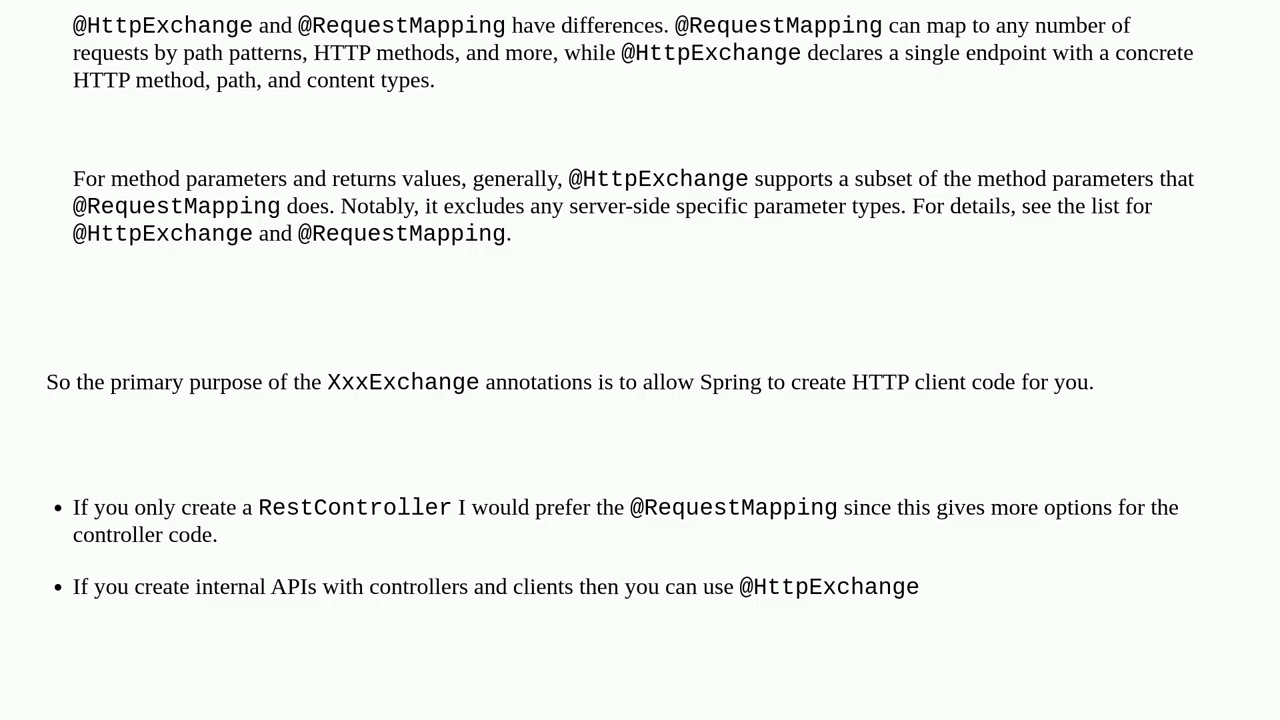 @HttpExchange and @RequestMapping have differences. @RequestMapping can map to any number of
requests by path patterns, HTTP methods, and more, while @HttpExchange declares a single endpoint with a concrete
HTTP method, path, and content types.
For method parameters and returns values, generally, @HttpExchange supports a subset of the method parameters that
@RequestMapping does. Notably, it excludes any server-side specific parameter types. For details, see the list for
@HttpExchange and @RequestMapping.
So the primary purpose of the XxxExchange annotations is to allow Spring to create HTTP client code for you.
• If you only create a RestController I would prefer the @RequestMapping since this gives more options for the
controller code.
• If you create internal APIs with controllers and clients then you can use @HttpExchange